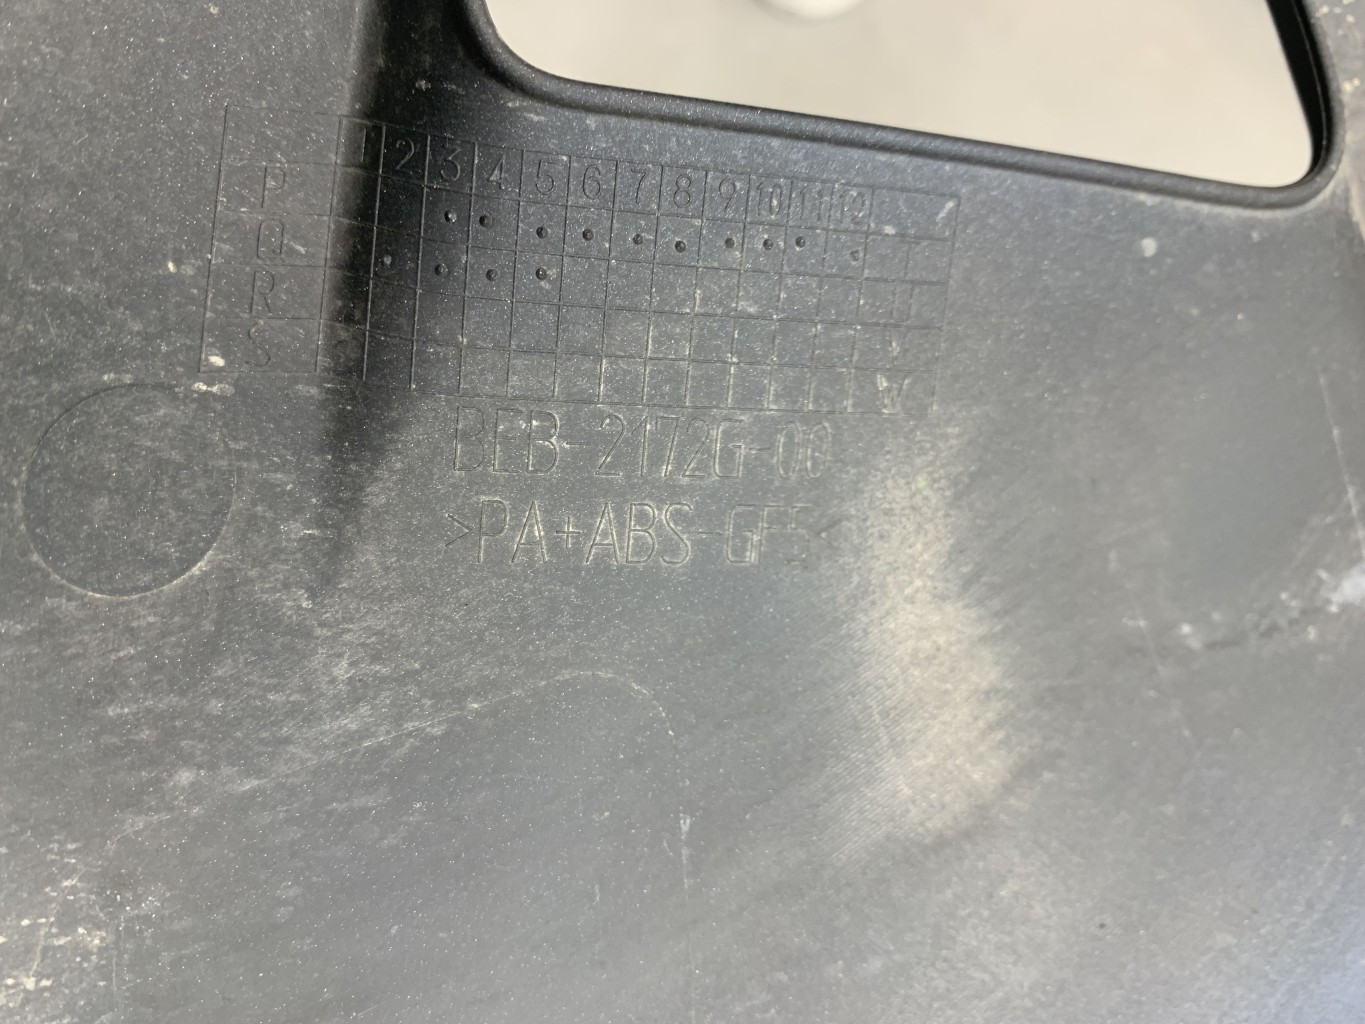 1 2 3 4 5 6 7 8 9 10 11 12
P
Q
R
S
BEB-2172G-00
>PA+ABS-GF5<